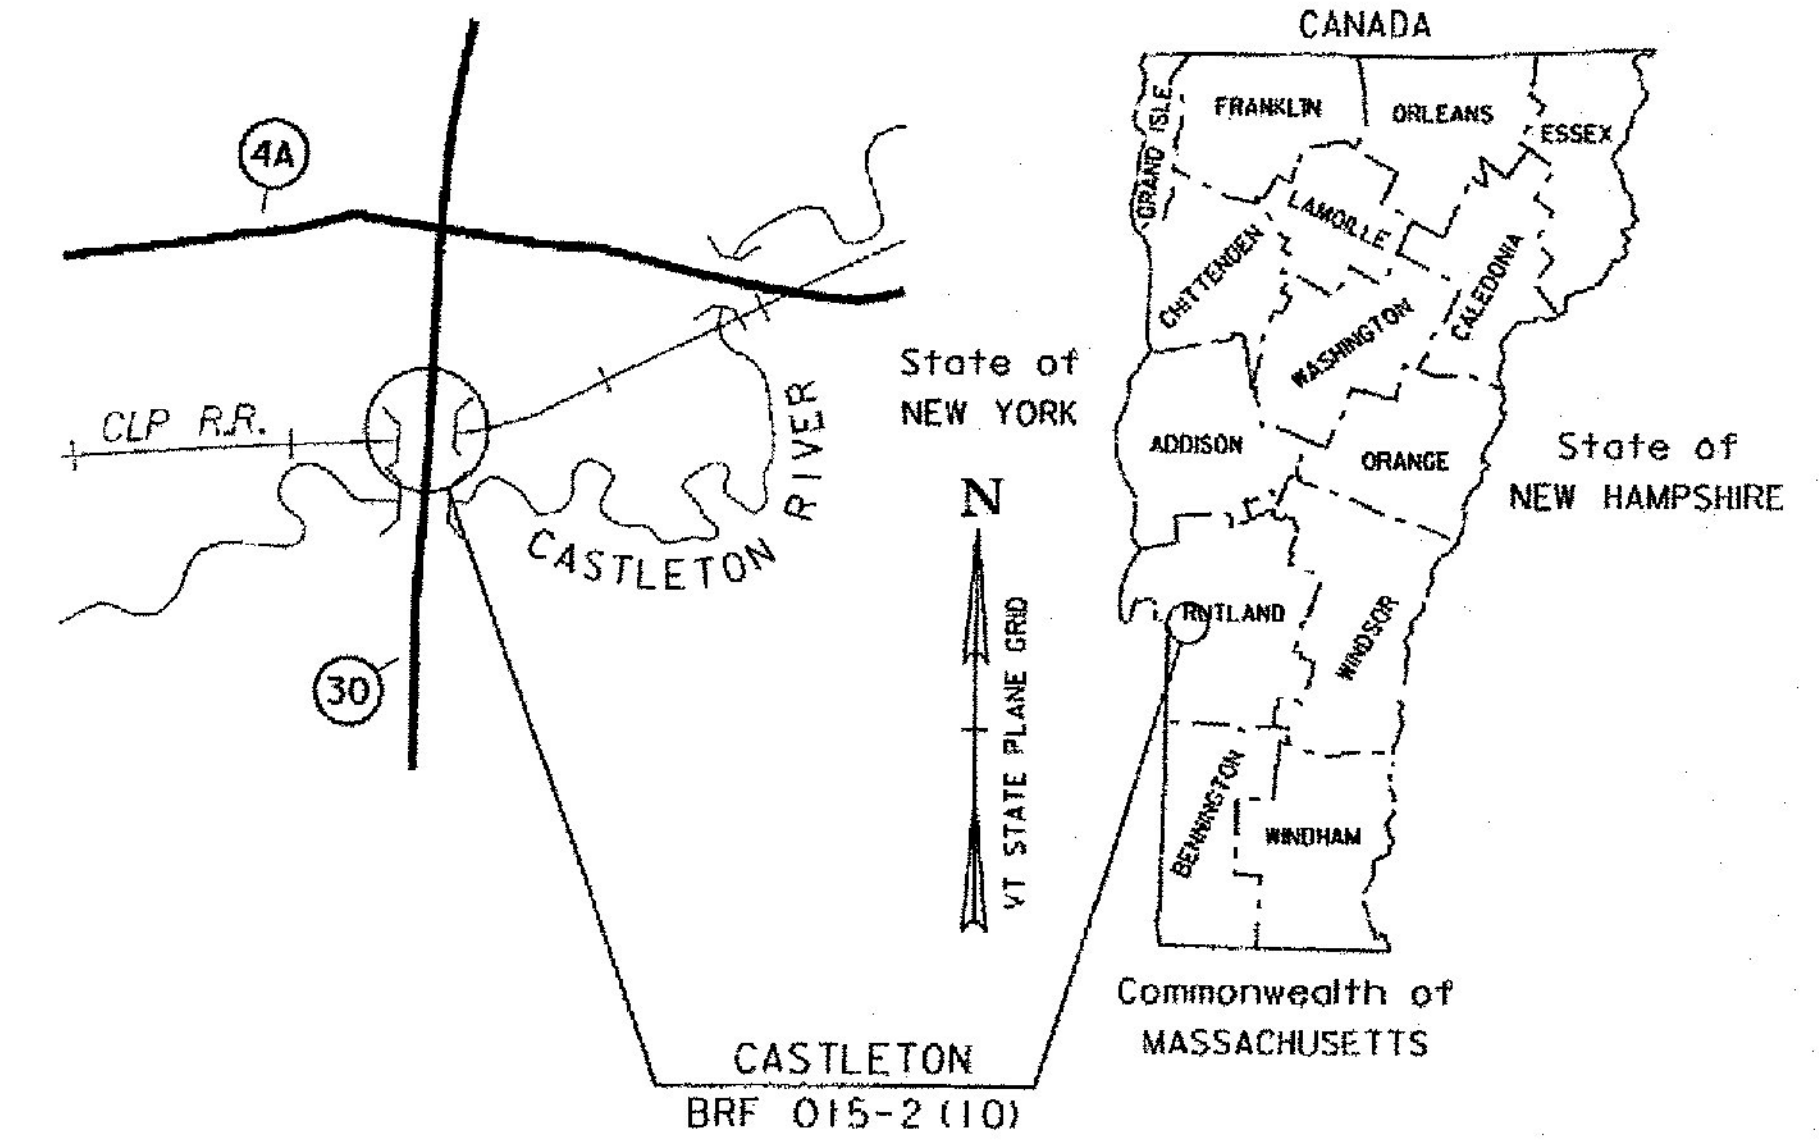 CANADA
FRANKLIN
ORLEANS
ESSEX
GRAND ISLE
LAMOILLE
CHITTENDEN
CALEDONIA
WASHINGTON
ADDISON
ORANGE
RUTLAND
WINDSOR
BENNINGTON
WINDHAM
State of
NEW YORK
State of
NEW HAMPSHIRE
Commonwealth of
MASSACHUSETTS
4A
CLP R.R.
CASTLETON
RIVER
30
N
VT STATE PLANE GRID
CASTLETON
BRF 015-2(10)